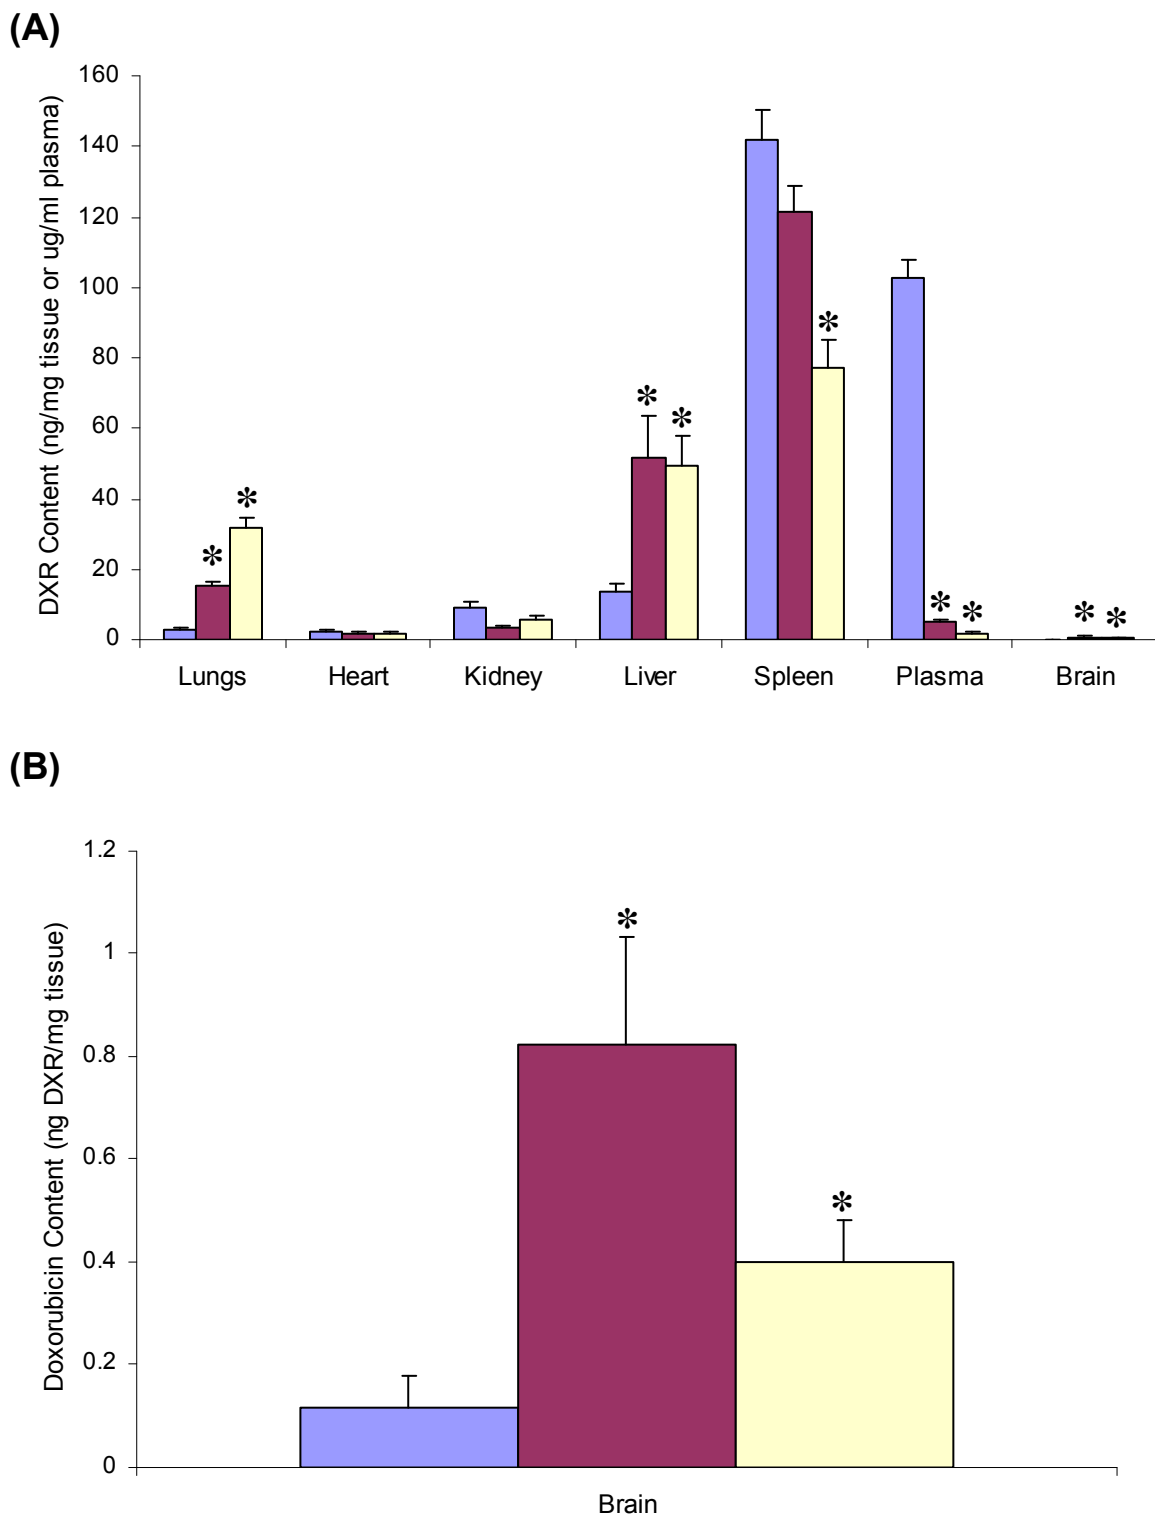 (A)
DXR Content (ng/mg tissue or ug/ml plasma)
160
140
120
100
80
60
40
20
0
* * * * * * * * *
Lungs Heart Kidney Liver Spleen Plasma Brain
(B)
Doxorubicin Content (ng DXR/mg tissue)
1.2
1
0.8
0.6
0.4
0.2
0
* *
Brain